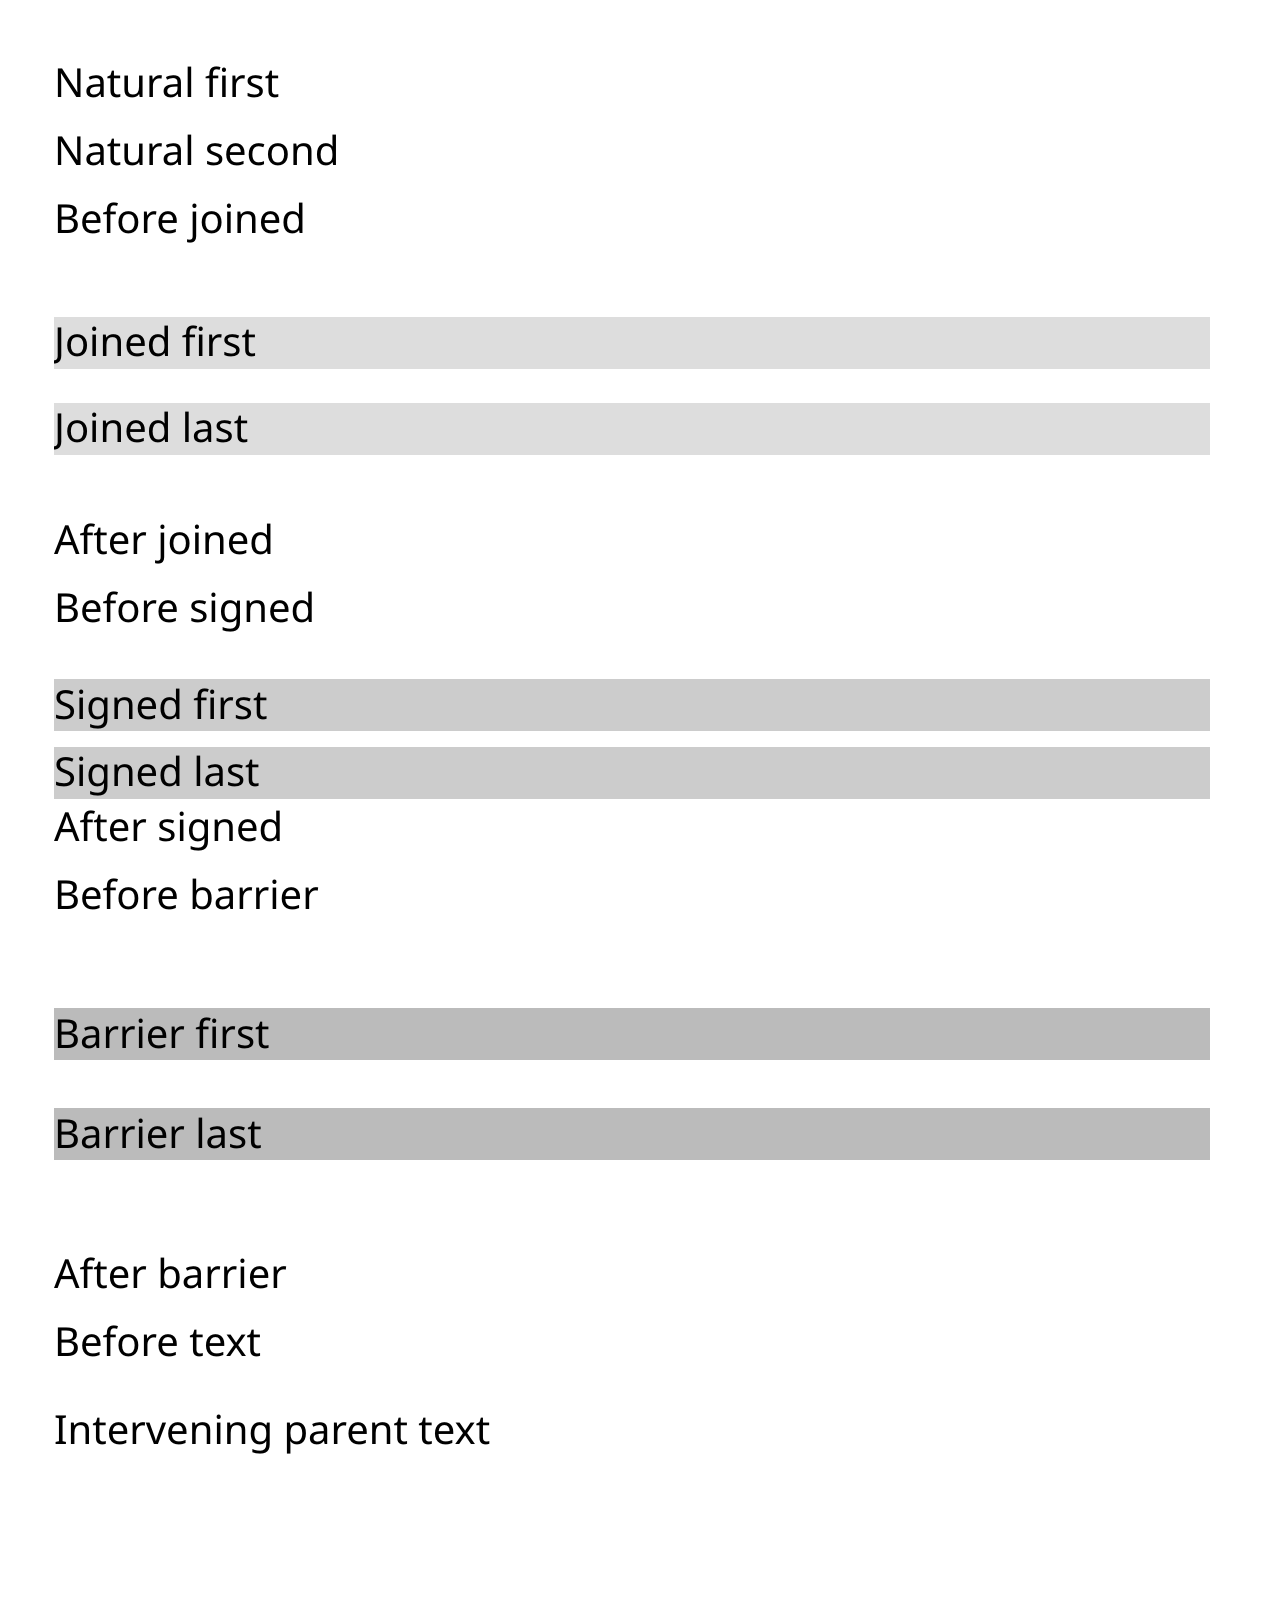 Natural first
Natural second
Before joined
Joined first
Joined last
After joined
Before signed
Signed first
Signed last
After signed
Before barrier
Barrier first
Barrier last
After barrier
Before text
Intervening parent text